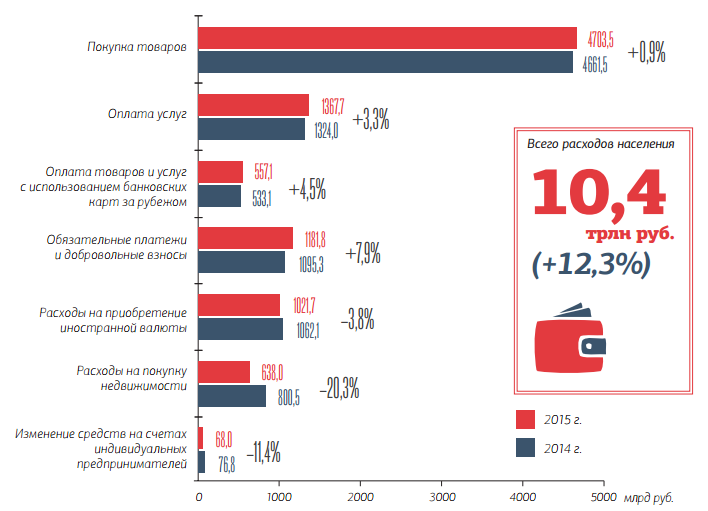 Покупка товаров
4703,5
4661,5
+0,9%
Оплата услуг
1367,7
1324,0
+3,3%
Оплата товаров и услуг
с использованием банковских
карт за рубежом
557,1
533,1
+4,5%
Обязательные платежи
и добровольные взносы
1181,8
1095,3
+7,9%
Расходы на приобретение
иностранной валюты
1021,7
1062,1
–3,8%
Расходы на покупку
недвижимости
638,0
800,5
–20,3%
Изменение средств на счетах
индивидуальных
предпринимателей
68,0
76,8
–11,4%
0 1000 2000 3000 4000 5000 млрд руб.
Всего расходов населения
10,4
трлн руб.
(+12,3%)
2015 г.
2014 г.